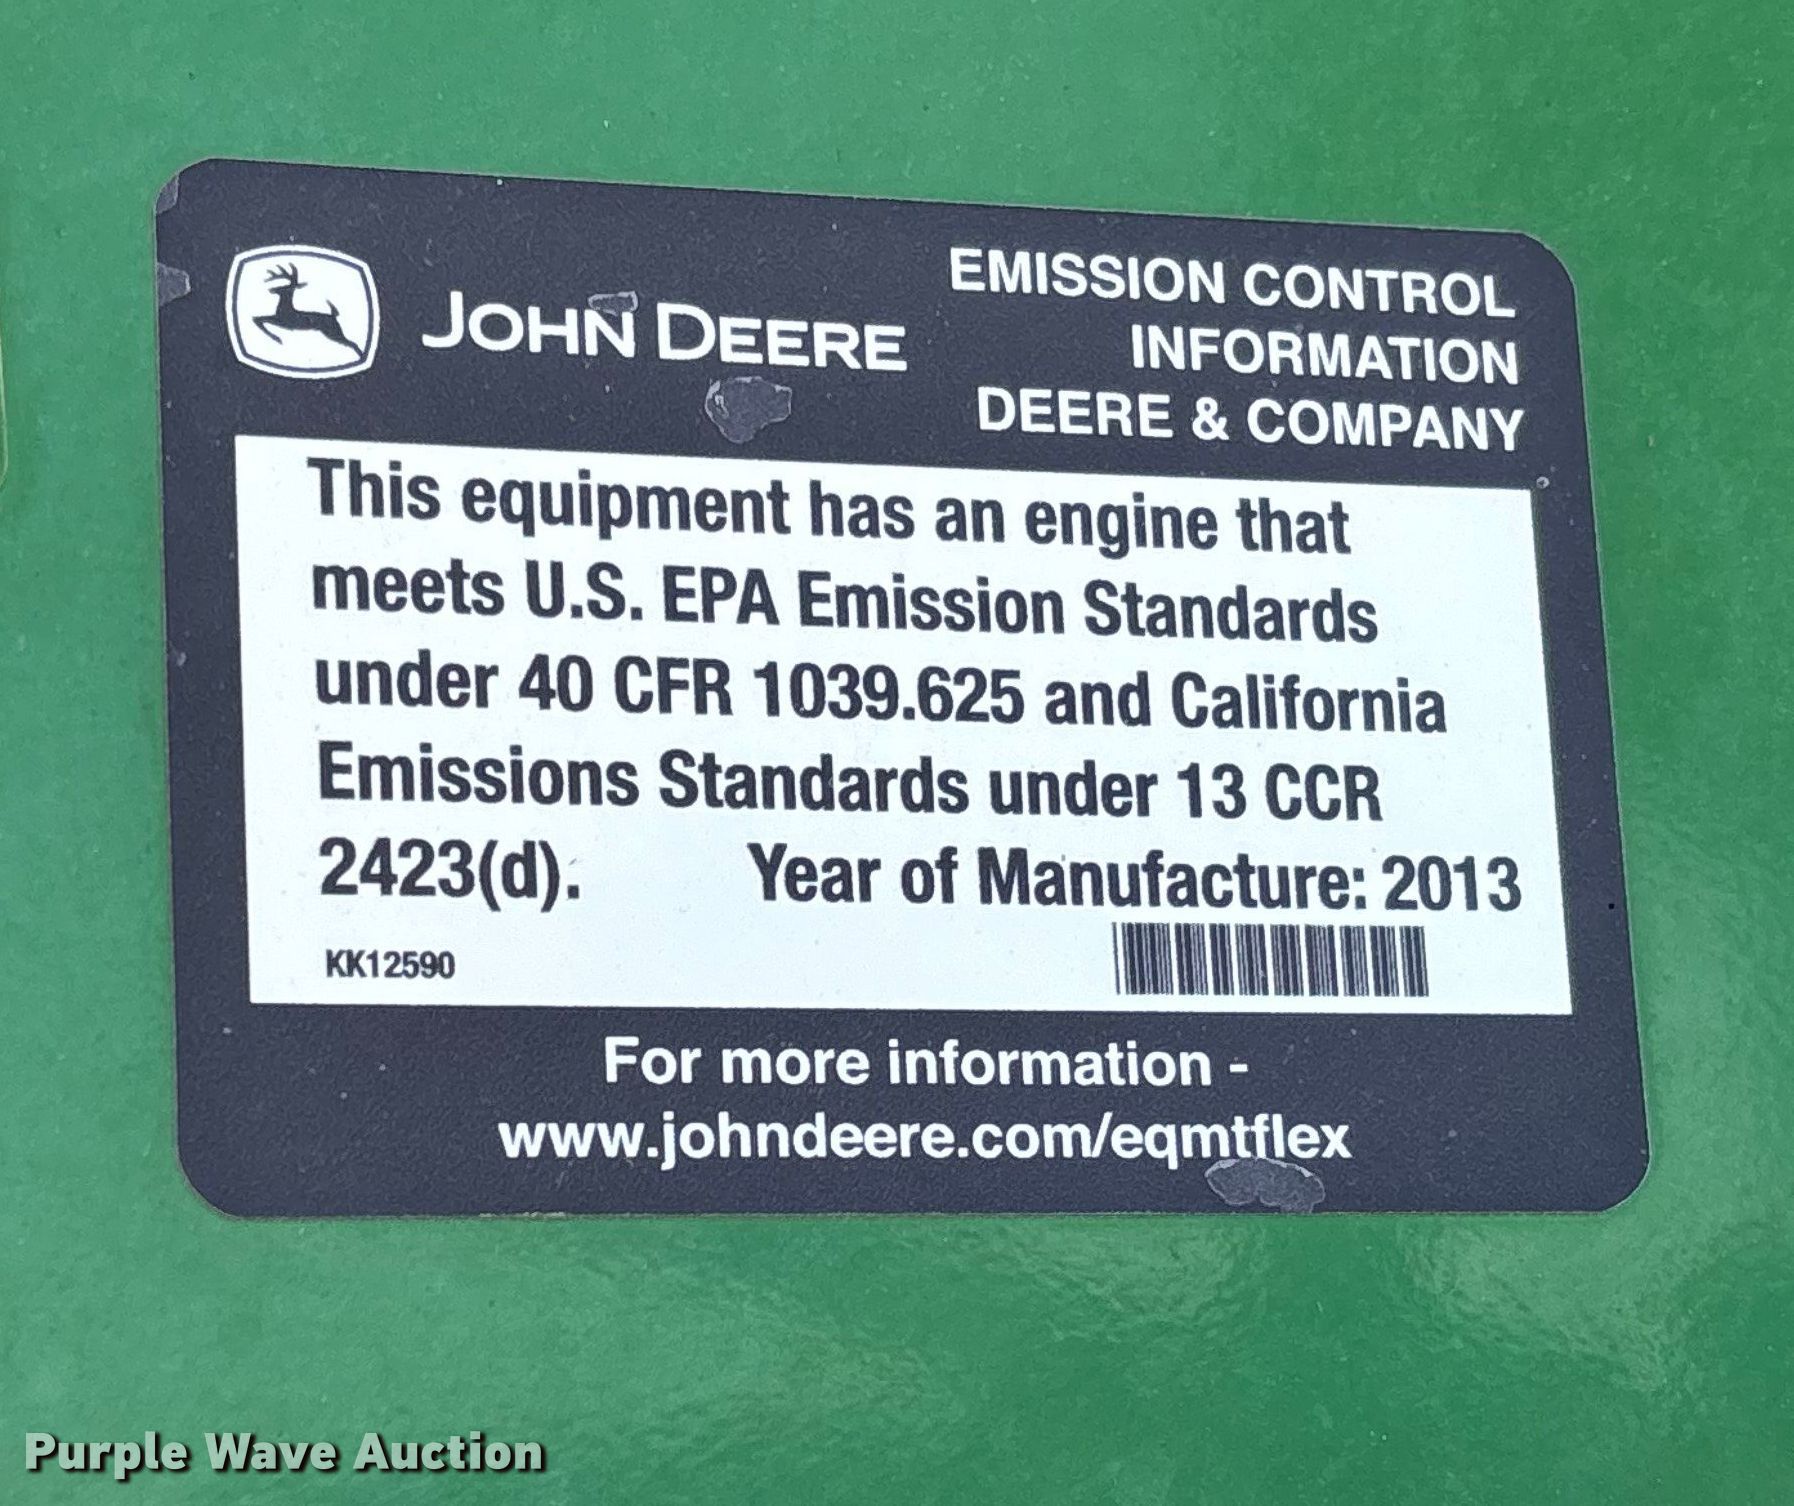 JOHN DEERE
EMISSION CONTROL
INFORMATION
DEERE & COMPANY
This equipment has an engine that
meets U.S. EPA Emission Standards
under 40 CFR 1039.625 and California
Emissions Standards under 13 CCR
2423(d). Year of Manufacture: 2013
KK12590
For more information -
www.johndeere.com/eqmtflex
Purple Wave Auction